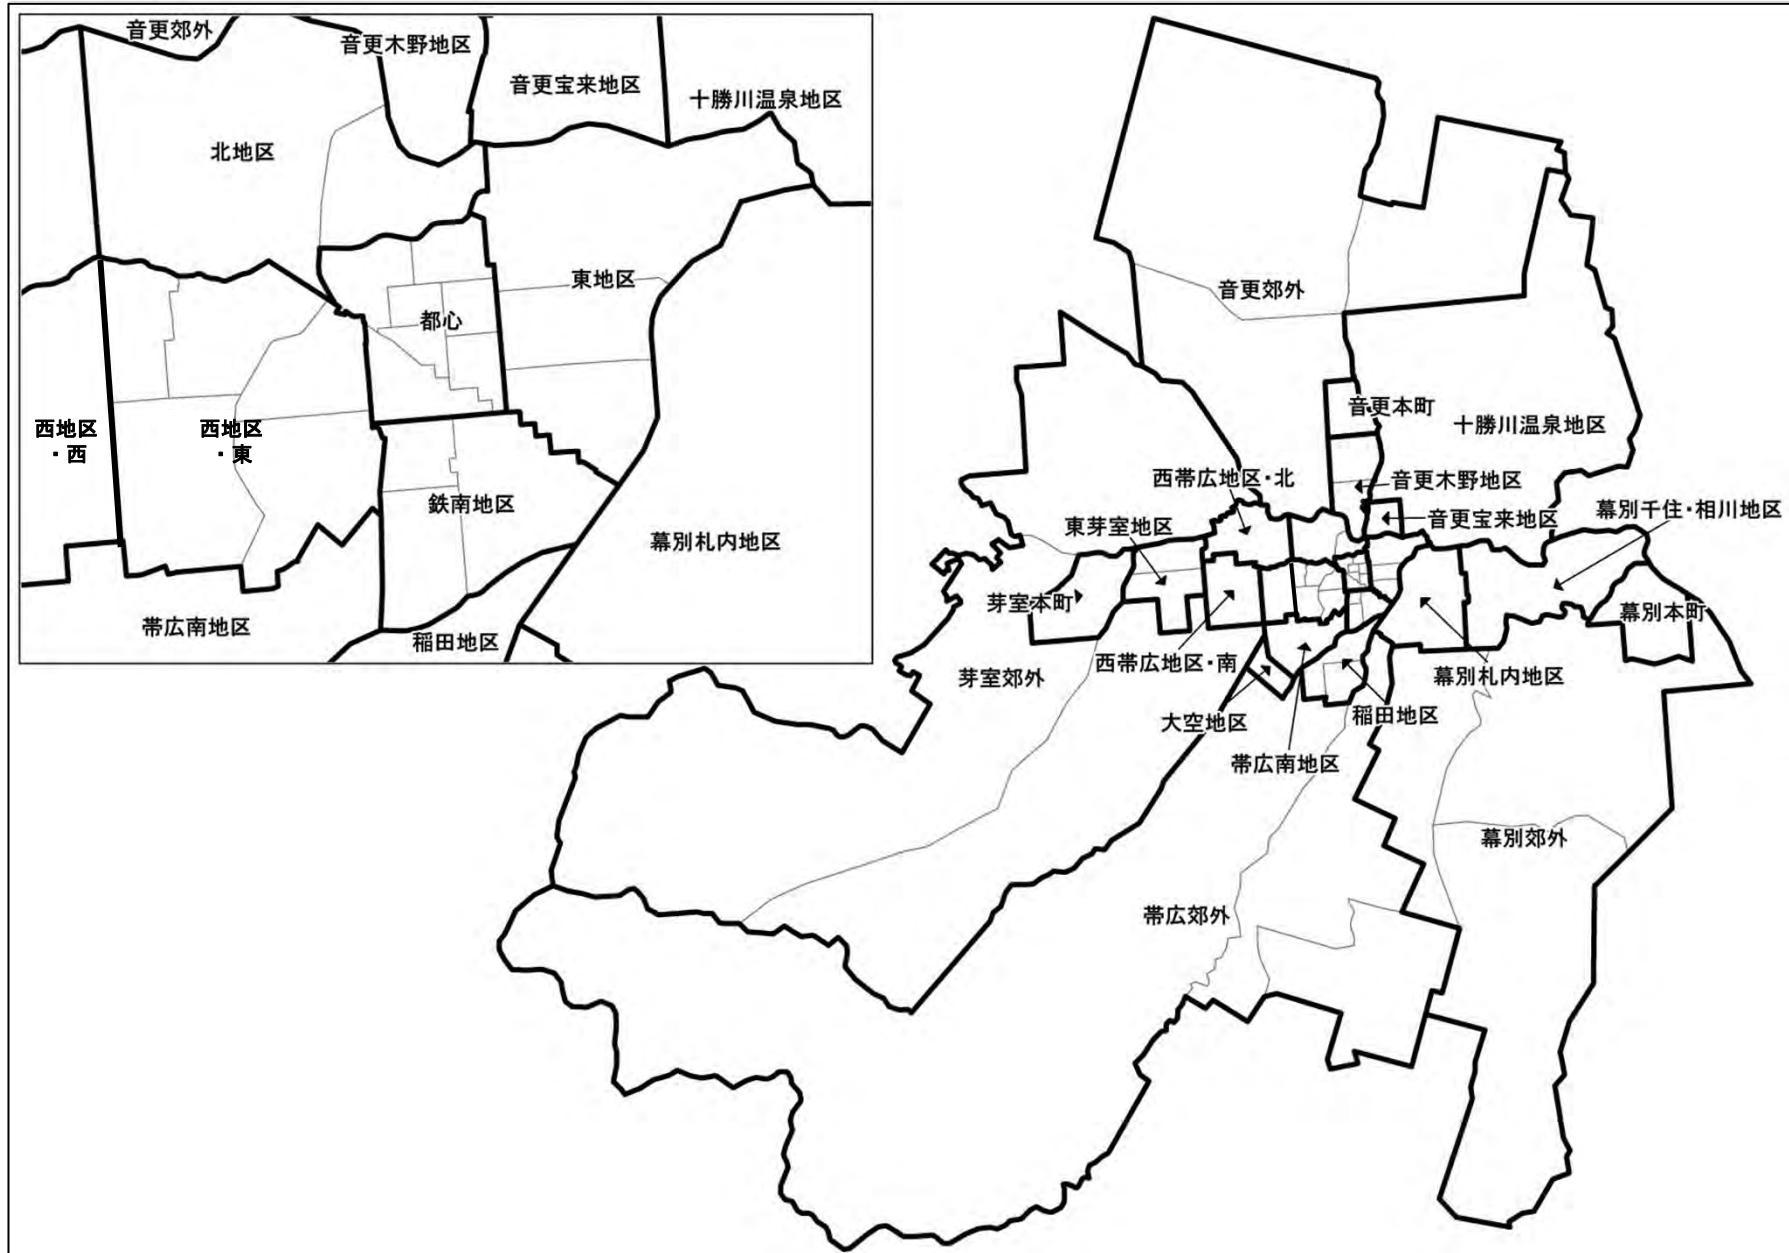 音更郊外
音更木野地区
音更宝来地区
十勝川温泉地区
北地区
東地区
都心
西地区
・西
西地区
・東
鉄南地区
幕別札内地区
帯広南地区
稲田地区
音更郊外
音更本町
十勝川温泉地区
西帯広地区・北
音更木野地区
東芽室地区
音更宝来地区
幕別千住・相川地区
芽室本町
幕別本町
西帯広地区・南
芽室郊外
幕別札内地区
大空地区
稲田地区
帯広南地区
幕別郊外
帯広郊外